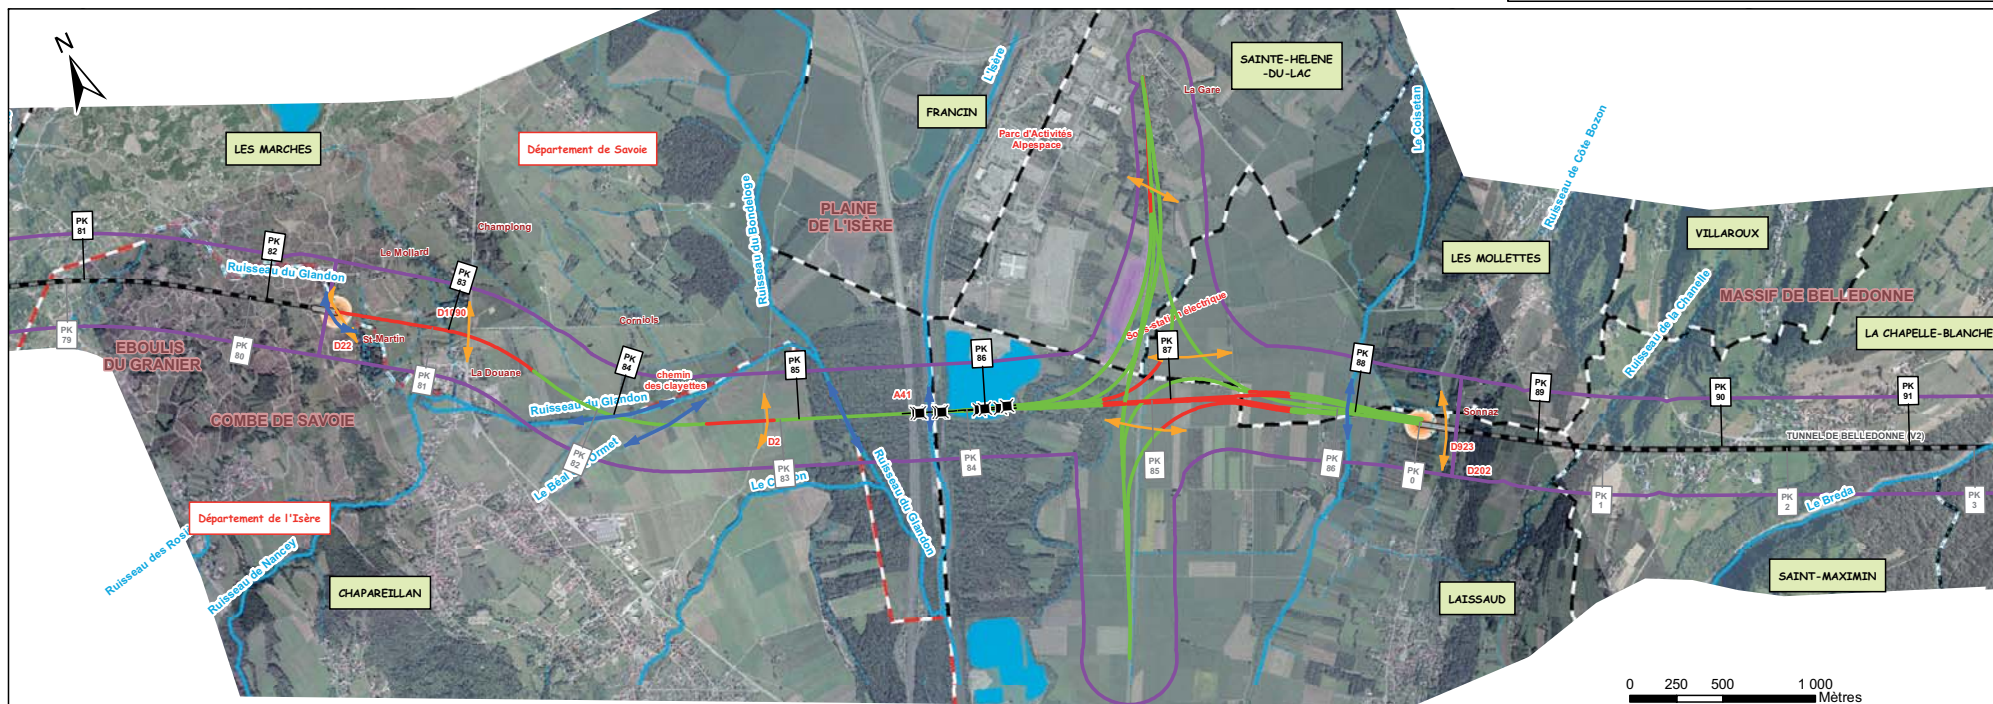 N
LES MARCHES
Département de Savoie
FRANCIN
L'Isère
Parc d'Activités
Alpespace
La Gare
SAINTE-HELENE
-DU-LAC
Le Coisetan
Ruisseau de Côte Bozon
LES MOLLETTES
VILLAROUX
MASSIF DE BELLEDONNE
LA CHAPELLE-BLANCHE
Ruisseau de la Chanelle
PLAINE
DE L'ISÈRE
Ruisseau du Bondeloge
Champlong
Le Mollard
Ruisseau du Glandon
PK
81
PK
82
PK
83
D1090
PK
79
PK
80
EBOULIS
DU GRANIER
D22
St-Martin
PK
81
La Douane
Corniols
PK
84
chemin
des clayettes
PK
85
A41
PK
86
Sous-station électrique
PK
87
PK
88
PK
89
PK
90
PK
91
Sonnaz
TUNNEL DE BELLEDONNE (V2)
D923
D202
COMBE DE SAVOIE
Ruisseau du Glandon
D2
PK
82
Le Béal
Ormet
PK
83
PK
84
PK
85
PK
86
PK
0
PK
1
PK
2
PK
3
Le Breda
Ruisseau du Glandon
Département de l'Isère
Ruisseau des
Ruisseau de Nancey
CHAPAREILLAN
LAISSAUD
SAINT-MAXIMIN
0 250 500 1 000
Mètres